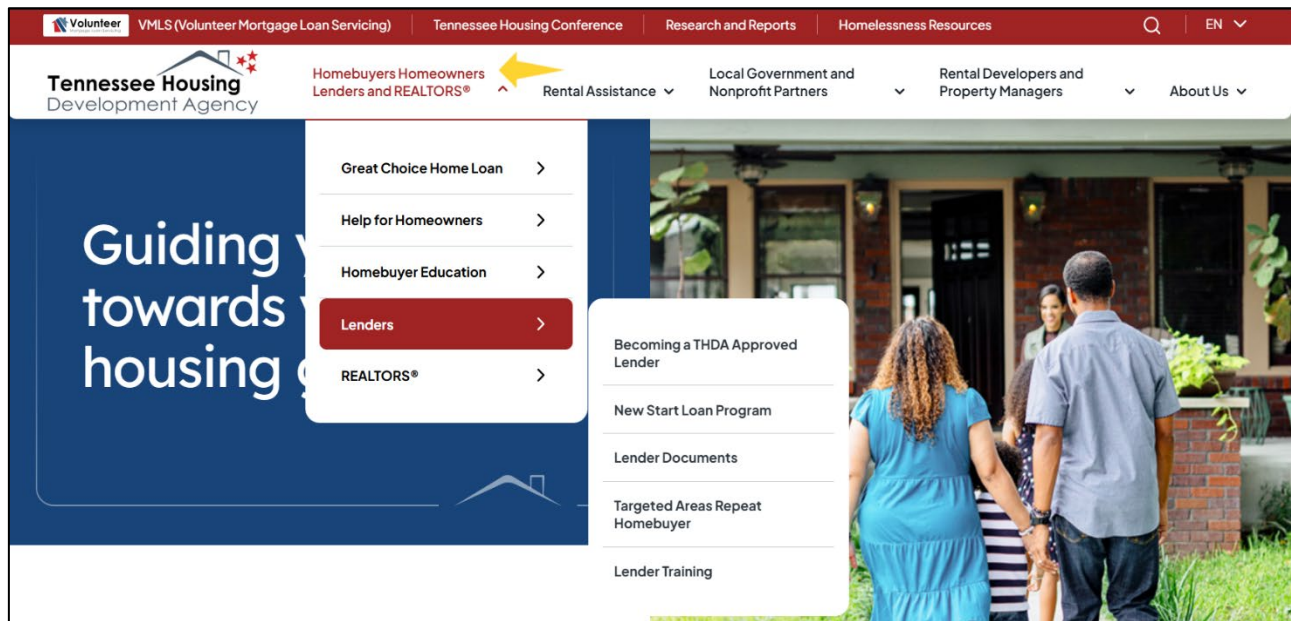 Volunteer
VMLS (Volunteer Mortgage Loan Servicing)
Tennessee Housing Conference
Research and Reports
Homelessness Resources
EN
Tennessee Housing
Development Agency
Homebuyers Homeowners
Lenders and REALTORS®
Rental Assistance
Local Government and
Nonprofit Partners
Rental Developers and
Property Managers
About Us
Great Choice Home Loan
Help for Homeowners
Homebuyer Education
Lenders
REALTORS®
Guiding
towards
housing
Becoming a THDA Approved
Lender
New Start Loan Program
Lender Documents
Targeted Areas Repeat
Homebuyer
Lender Training